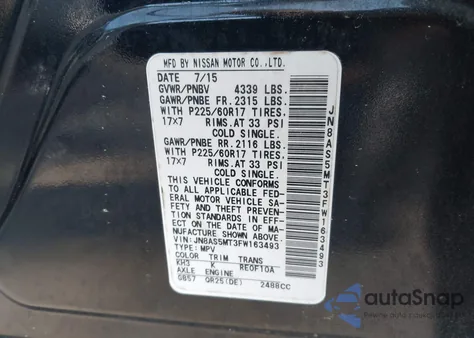 MFD BY NISSAN MOTOR CO.,LTD.
DATE 7/15
GVWR/PNBV 4339 LBS.
GAWR/PNBE FR. 2315 LBS.
WITH P225/60R17 TIRES.
17x7 RIMS.AT 33 PSI
COLD SINGLE.
GAWR/PNBE RR. 2116 LBS.
WITH P225/60R17 TIRES.
17x7 RIMS.AT 33 PSI
COLD SINGLE.
THIS VEHICLE CONFORMS
TO ALL APPLICABLE FED-
ERAL MOTOR VEHICLE SA-
FETY AND THEFT PREVEN-
TION STANDARDS IN EFF-
ECT ON THE DATE OF MA-
NUFACTURE SHOWN ABOVE.
VIN:JN8AS5MT3FW163493
TYPE: MPV
COLOR TRIM TRANS
KH3 K RE0F10A
AXLE ENGINE
GB57 QR25(DE) 2488CC
JN8AS5MT3FW163493
autoSnap
www.autosnap.com